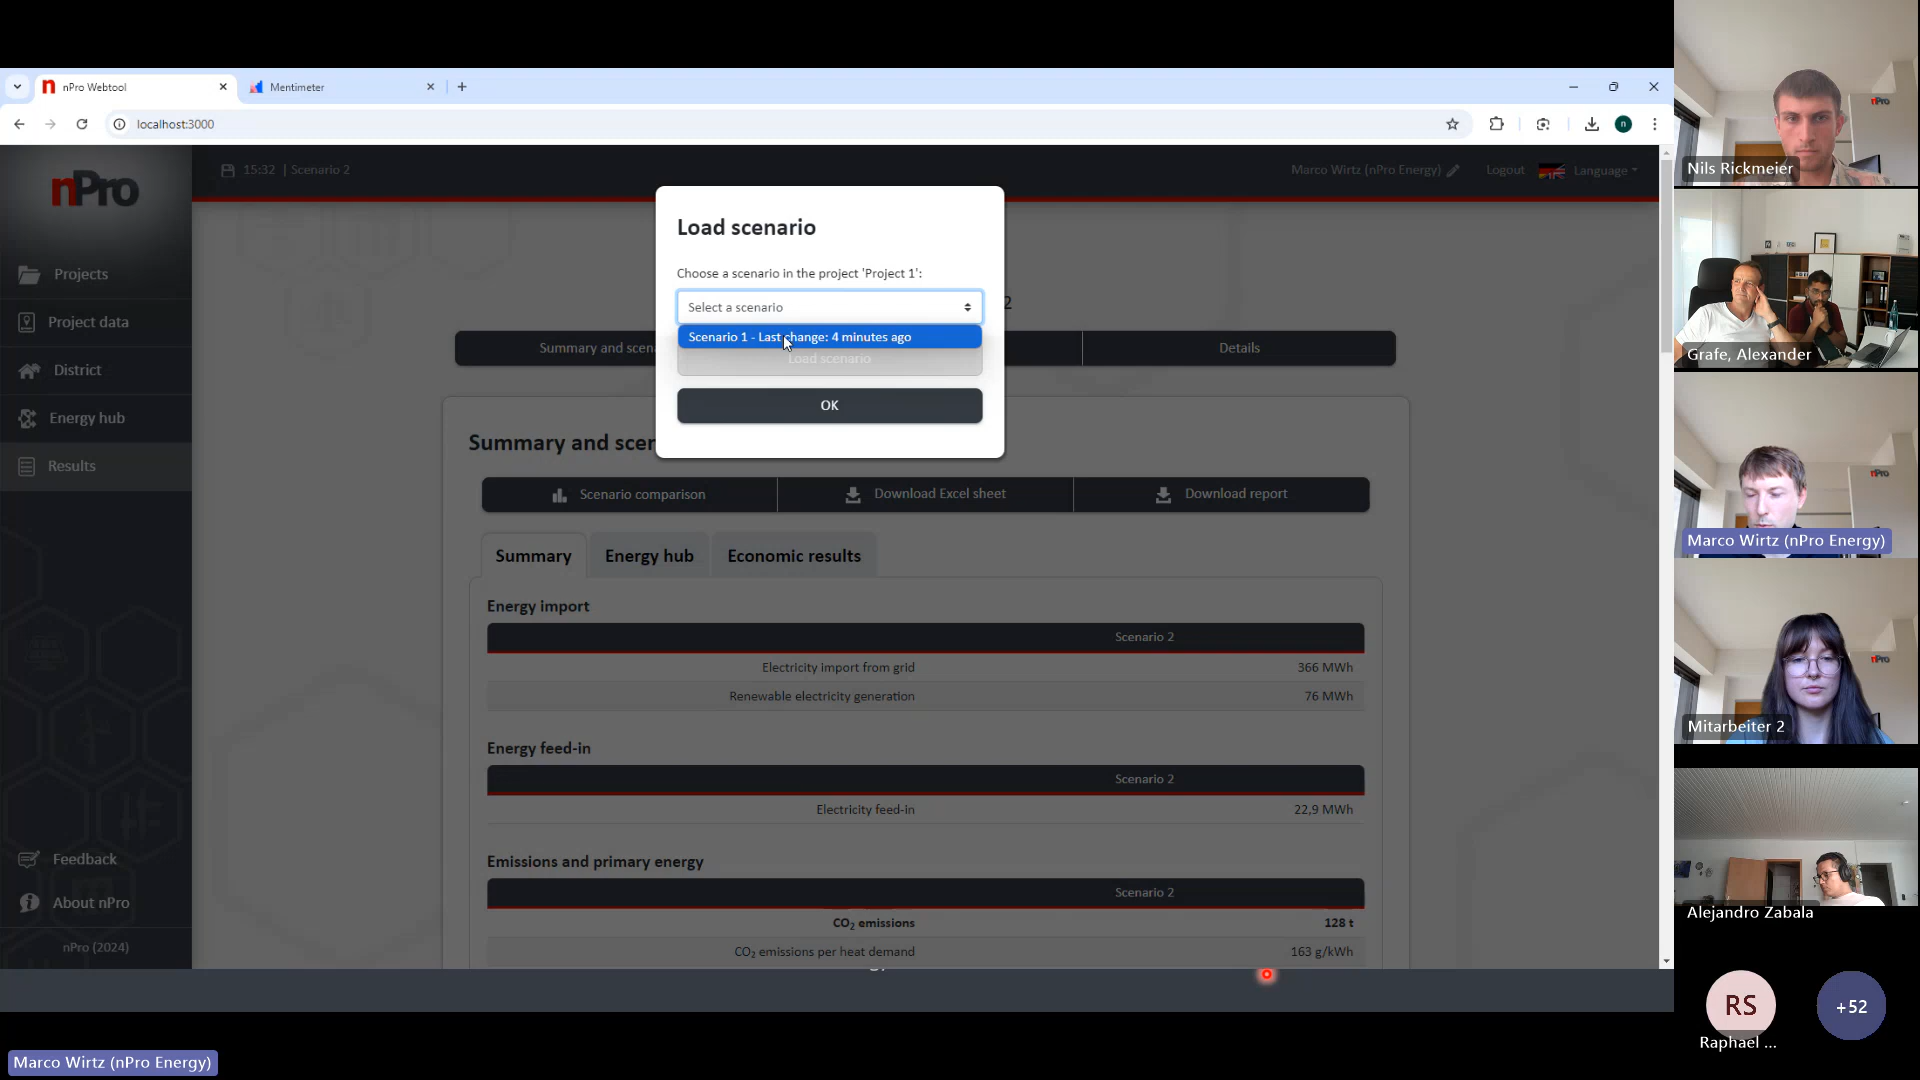 nPro Webtool
Mentimeter
localhost:3000
n
nPro
15:32 | Scenario 2
Marco Wirtz (nPro Energy)
Logout
Language
Projects
Project data
District
Energy hub
Results
Feedback
About nPro
nPro (2024)
Load scenario
Choose a scenario in the project 'Project 1':
Select a scenario
Scenario 1 - Last change: 4 minutes ago
Load scenario
OK
2
Summary and scena
Details
Summary and scen
Scenario comparison
Download Excel sheet
Download report
Summary
Energy hub
Economic results
Energy import
Scenario 2
Electricity import from grid 366 MWh
Renewable electricity generation 76 MWh
Energy feed-in
Scenario 2
Electricity feed-in 22,9 MWh
Emissions and primary energy
Scenario 2
CO₂ emissions 128 t
CO₂ emissions per heat demand 163 g/kWh
nPro
Nils Rickmeier
Grafe, Alexander
nPro
Marco Wirtz (nPro Energy)
nPro
Mitarbeiter 2
Alejandro Zabala
RS
Raphael ...
+52
Marco Wirtz (nPro Energy)